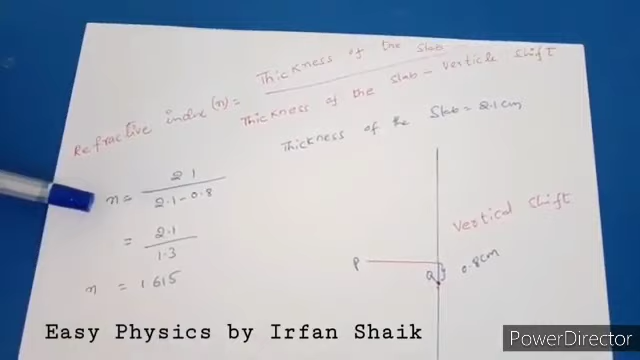 Thickness of the Slab
Refractive index (n) =
Thickness of the slab - verticle shift
Thickness of the Slab = 2.1 cm
n = 2.1
2.1-0.8
= 2.1
1.3
n = 1.615
Vertical shift
P
Q
0.8cm
Easy Physics by Irfan Shaik
PowerDirector